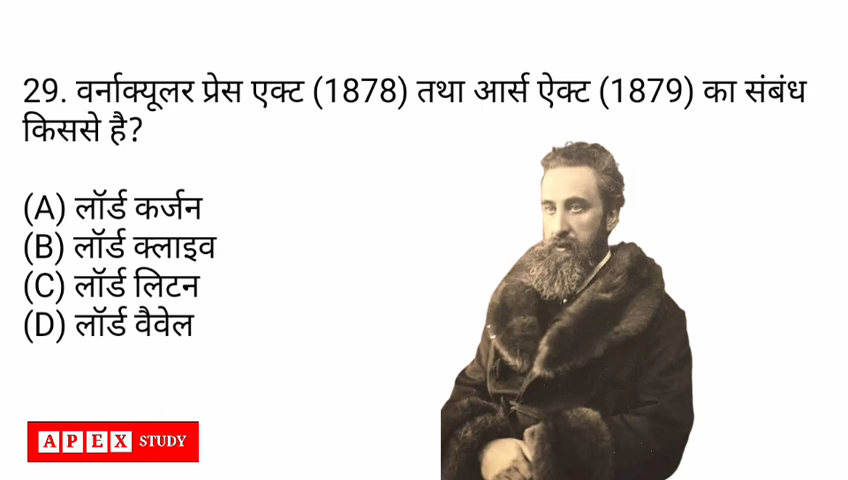 29. वर्नाक्यूलर प्रेस एक्ट (1878) तथा आर्स ऐक्ट (1879) का संबंध
किससे है?
(A) लॉर्ड कर्जन
(B) लॉर्ड क्लाइव
(C) लॉर्ड लिटन
(D) लॉर्ड वैवेल
APEX STUDY